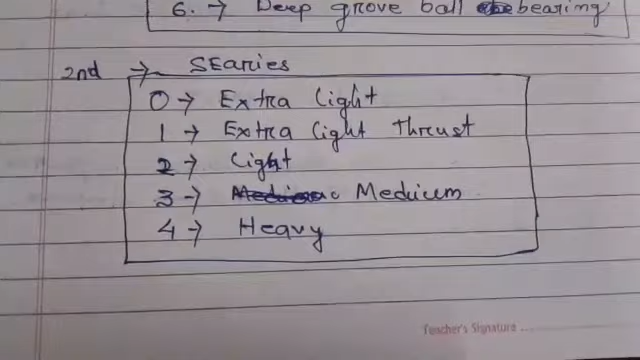 6. → Deep grove ball bearing
2nd → SEaries
0 → Extra light
1 → Extra light Thrust
2 → Light
3 → Medium
4 → Heavy
Teacher's Signature ....